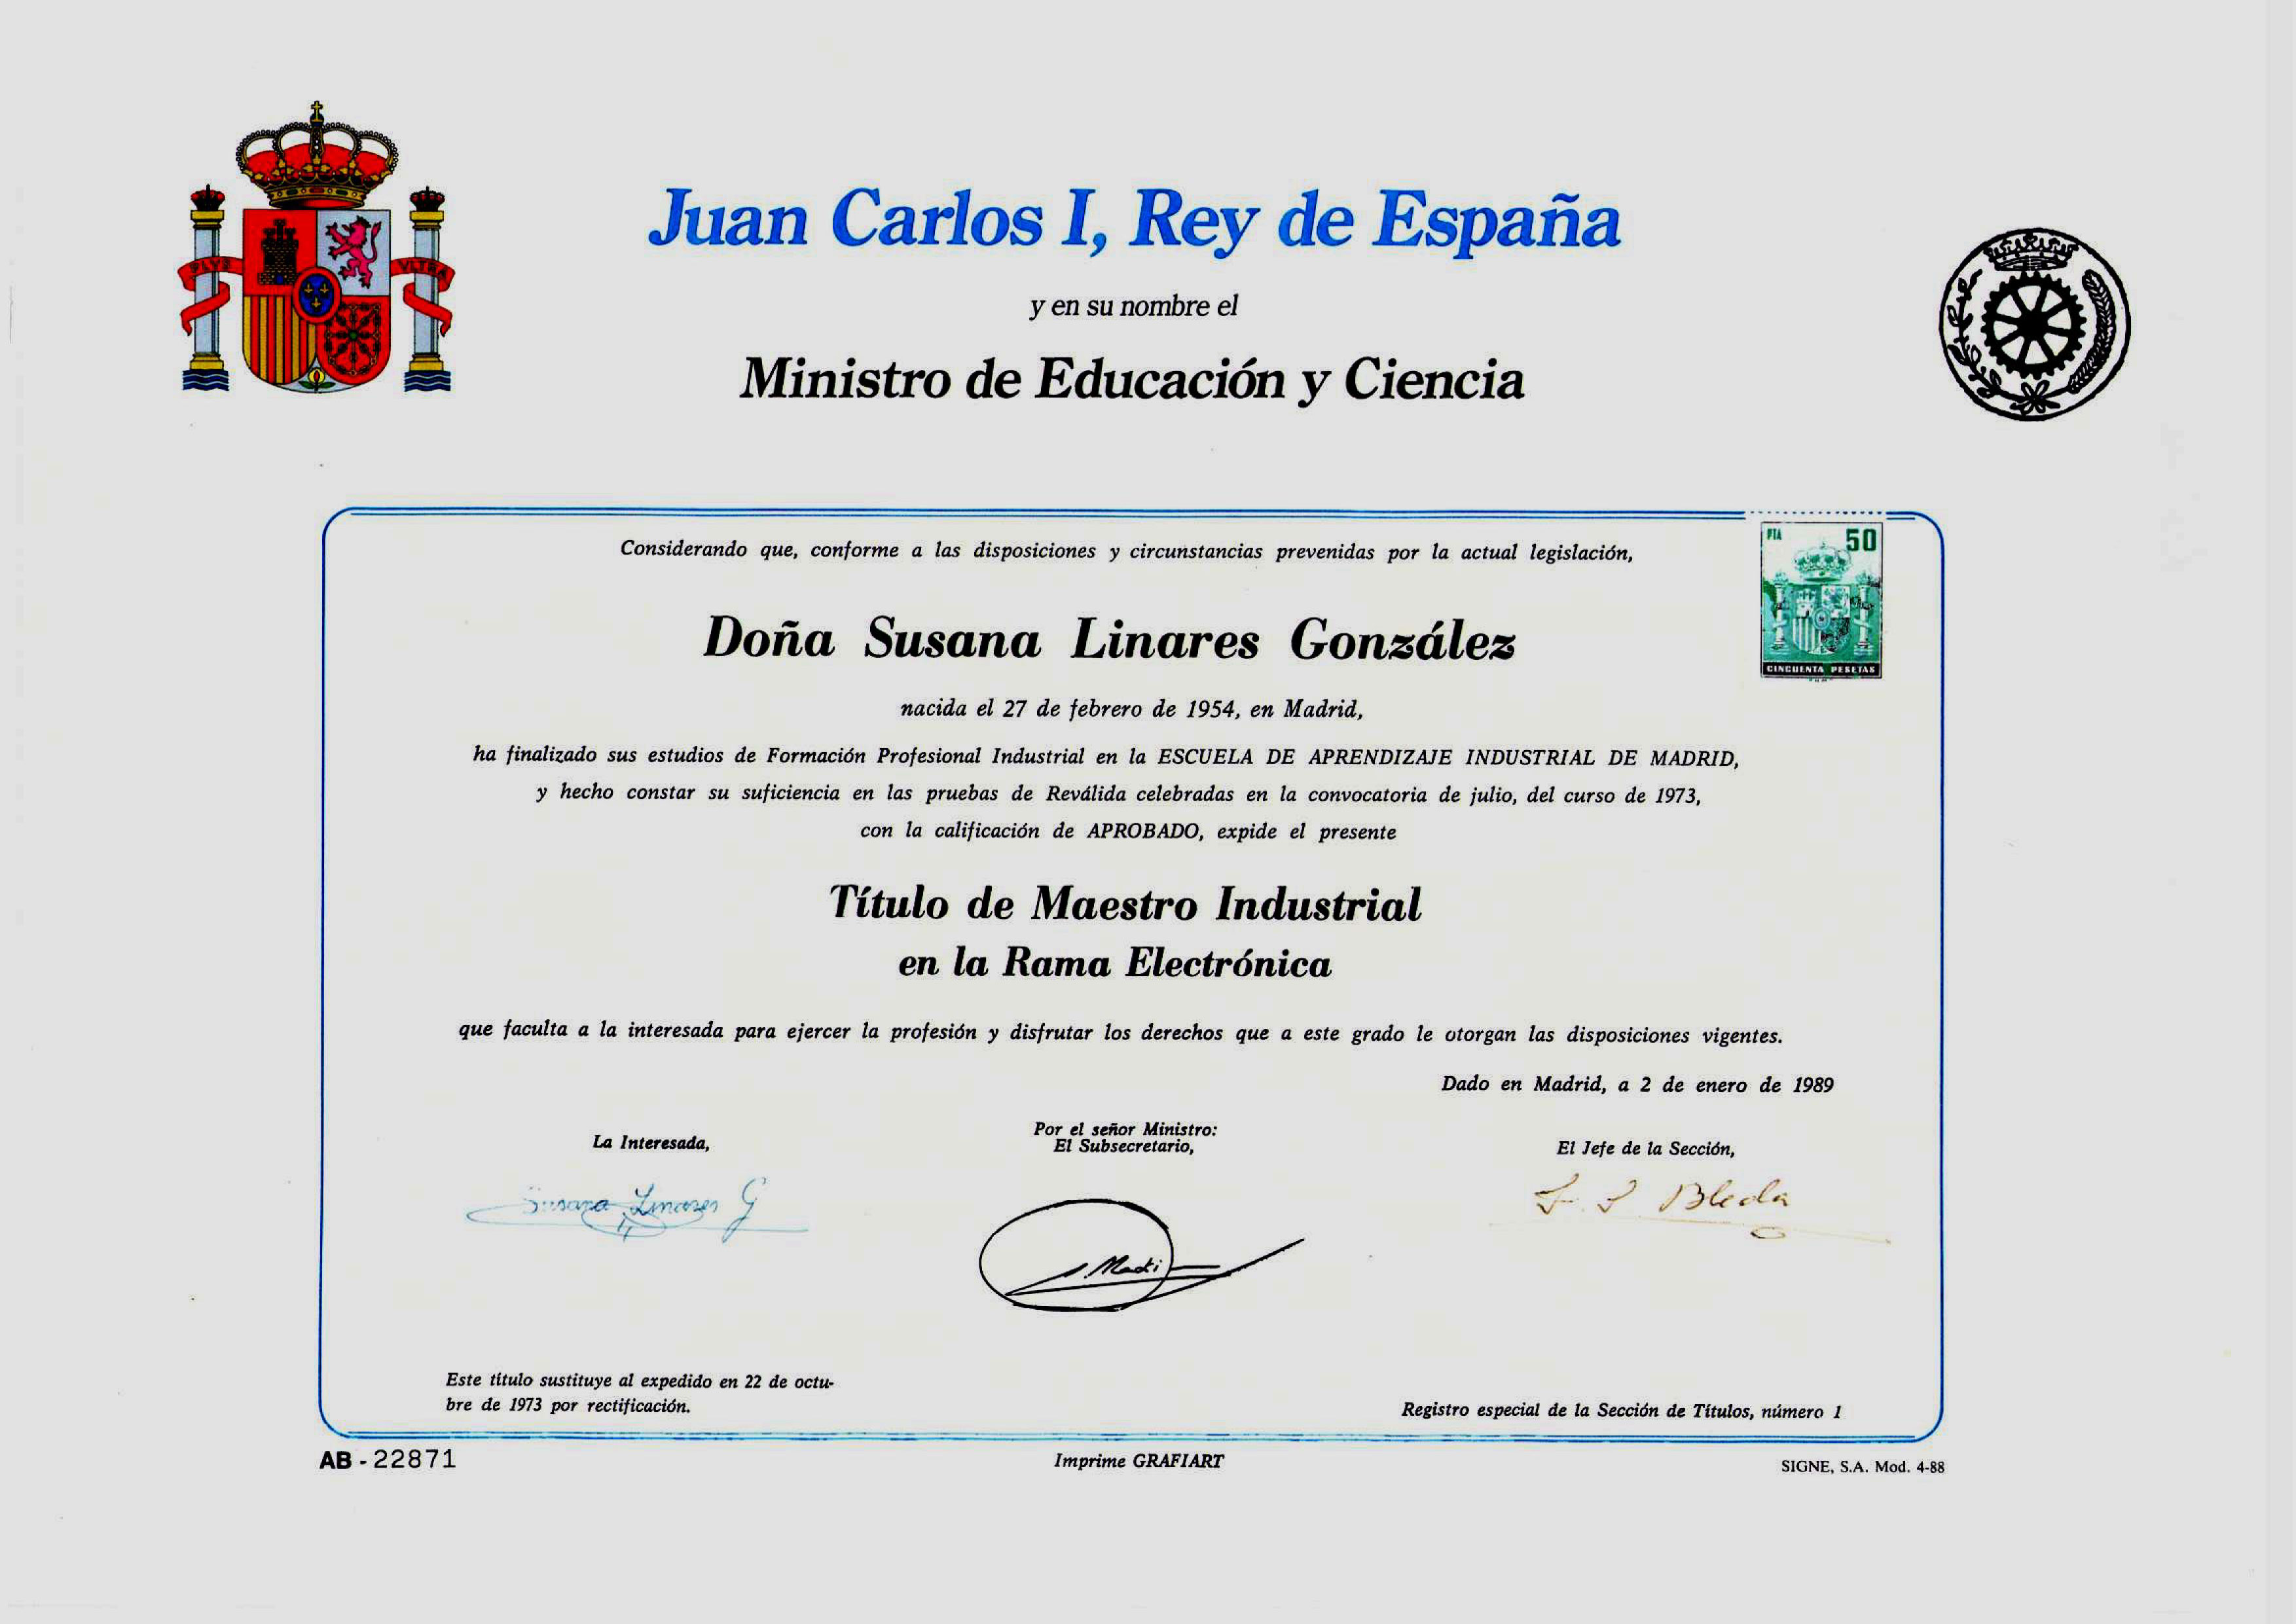 PLVS VLTRA
Juan Carlos I, Rey de España
y en su nombre el
Ministro de Educación y Ciencia
Considerando que, conforme a las disposiciones y circunstancias prevenidas por la actual legislación,
PTA 50
CINCUENTA PESETAS
Doña Susana Linares González
nacida el 27 de febrero de 1954, en Madrid,
ha finalizado sus estudios de Formación Profesional Industrial en la ESCUELA DE APRENDIZAJE INDUSTRIAL DE MADRID,
y hecho constar su suficiencia en las pruebas de Reválida celebradas en la convocatoria de julio, del curso de 1973,
con la calificación de APROBADO, expide el presente
Título de Maestro Industrial
en la Rama Electrónica
que faculta a la interesada para ejercer la profesión y disfrutar los derechos que a este grado le otorgan las disposiciones vigentes.
Dado en Madrid, a 2 de enero de 1989
La Interesada,
Por el señor Ministro:
El Subsecretario,
El Jefe de la Sección,
Susana Linares G
Bleda
Este título sustituye al expedido en 22 de octu-
bre de 1973 por rectificación.
Registro especial de la Sección de Títulos, número 1
AB - 22871
Imprime GRAFIART
SIGNE, S.A. Mod. 4-88